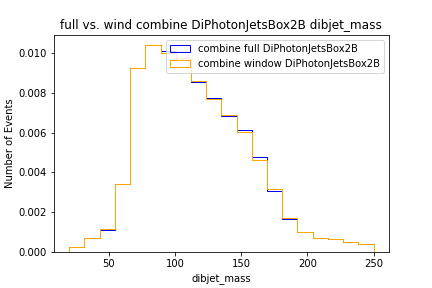 full vs. wind combine DiPhotonJetsBox2B dibjet_mass
combine full DiPhotonJetsBox2B
combine window DiPhotonJetsBox2B
Number of Events
0.010
0.008
0.006
0.004
0.002
0.000
50
100
150
200
250
dibjet_mass